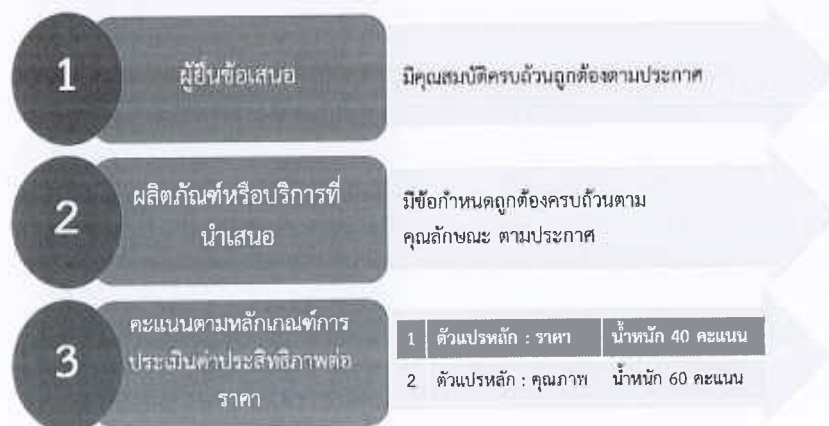 1
ผู้ยื่นข้อเสนอ
มีคุณสมบัติครบถ้วนถูกต้องตามประกาศ
2
ผลิตภัณฑ์หรือบริการที่
นำเสนอ
มีข้อกำหนดถูกต้องครบถ้วนตาม
คุณลักษณะ ตามประกาศ
3
คะแนนตามหลักเกณฑ์การ
ประเมินค่าประสิทธิภาพต่อ
ราคา
1 ตัวแปรหลัก : ราคา น้ำหนัก 40 คะแนน
2 ตัวแปรหลัก : คุณภาพ น้ำหนัก 60 คะแนน